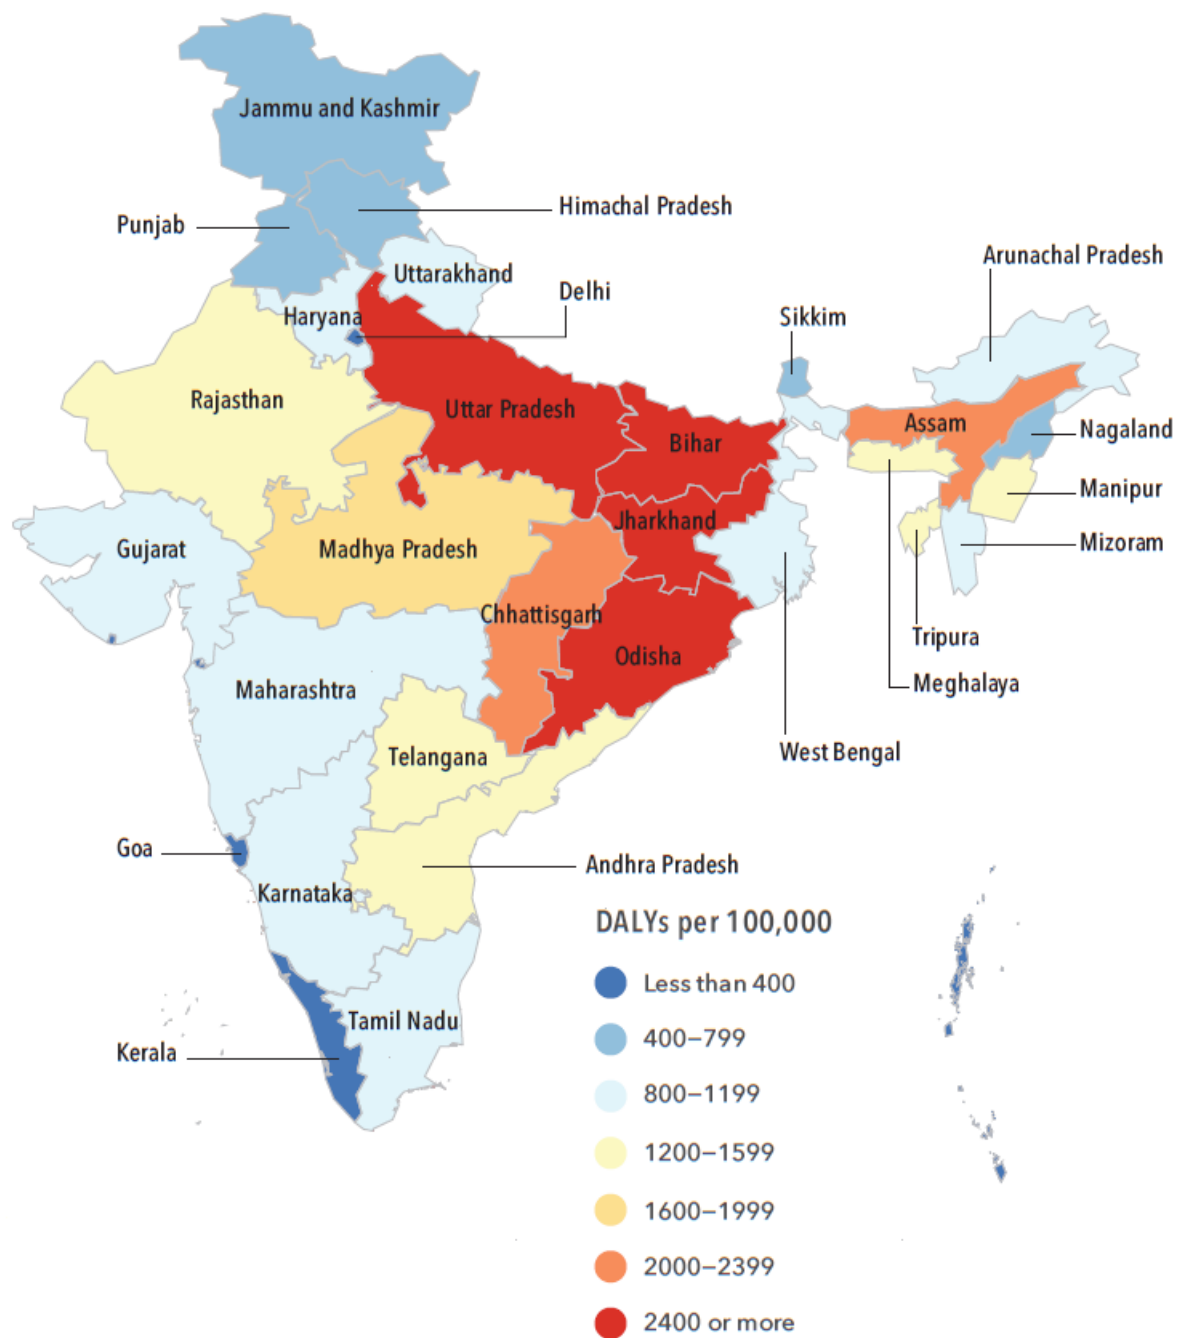 Jammu and Kashmir
Himachal Pradesh
Punjab
Arunachal Pradesh
Uttarakhand
Delhi
Haryana
Sikkim
Rajasthan
Uttar Pradesh
Assam
Nagaland
Bihar
Manipur
Jharkhand
Gujarat
Madhya Pradesh
Mizoram
Chhattisgarh
Tripura
Odisha
Meghalaya
Maharashtra
West Bengal
Telangana
Goa
Andhra Pradesh
Karnataka
Tamil Nadu
Kerala
DALYs per 100,000
Less than 400
400–799
800–1199
1200–1599
1600–1999
2000–2399
2400 or more